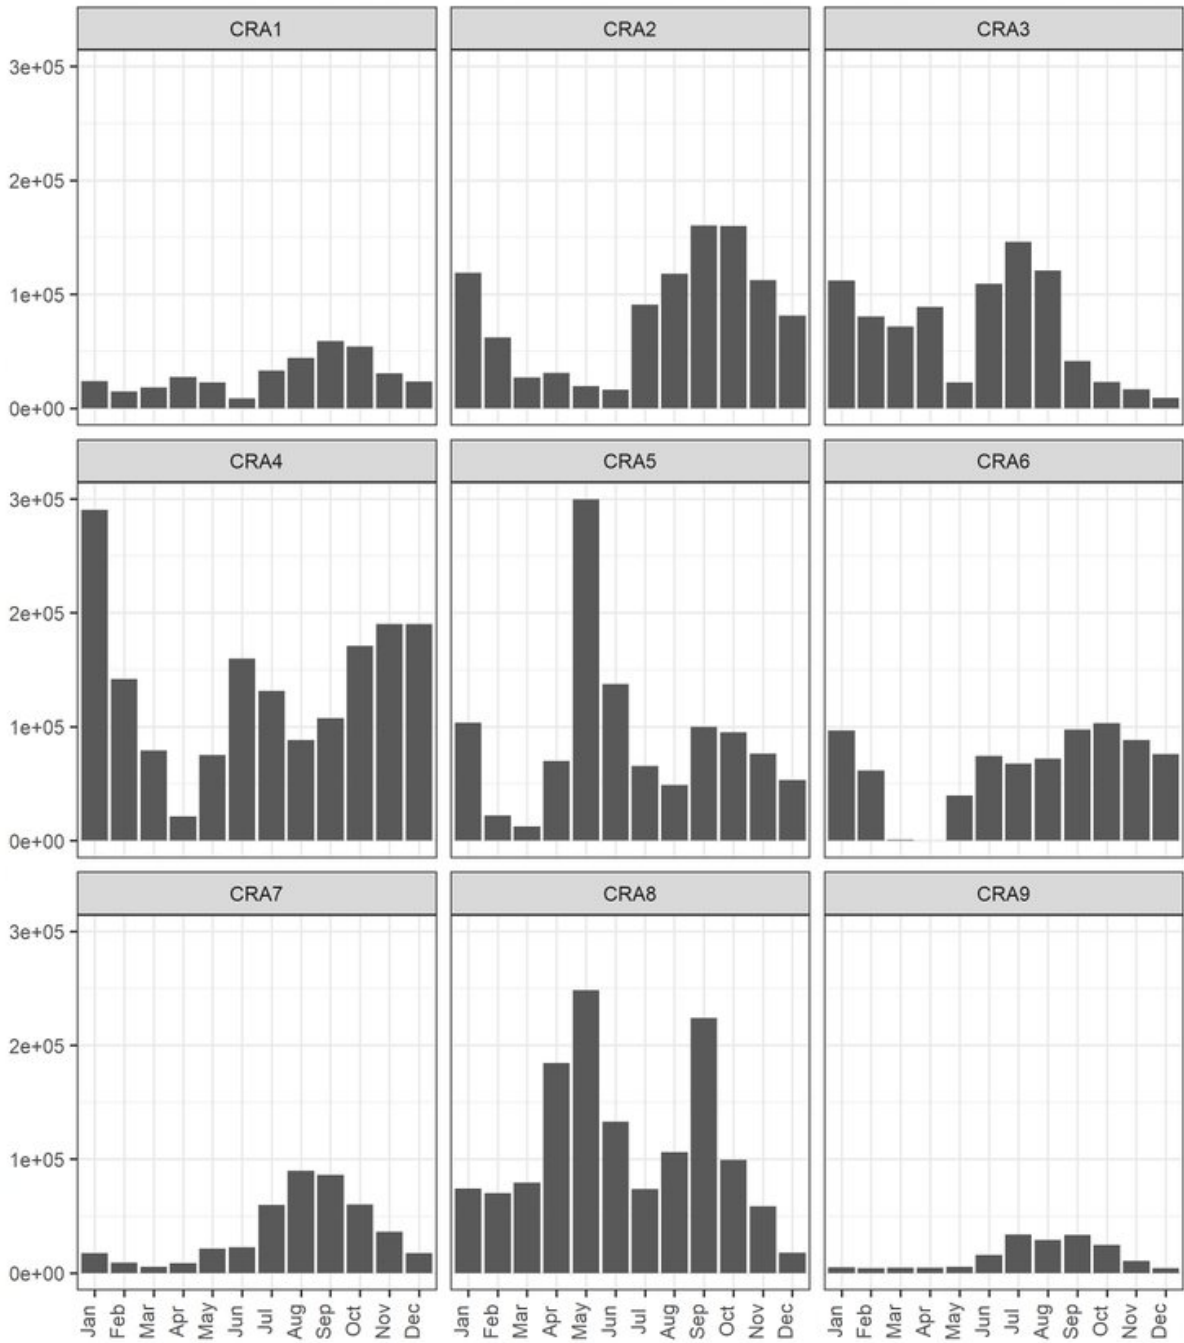 CRA1 CRA2 CRA3
3e+05
2e+05
1e+05
0e+00
CRA4 CRA5 CRA6
3e+05
2e+05
1e+05
0e+00
CRA7 CRA8 CRA9
3e+05
2e+05
1e+05
0e+00
Jan Feb Mar Apr May Jun Jul Aug Sep Oct Nov Dec Jan Feb Mar Apr May Jun Jul Aug Sep Oct Nov Dec Jan Feb Mar Apr May Jun Jul Aug Sep Oct Nov Dec